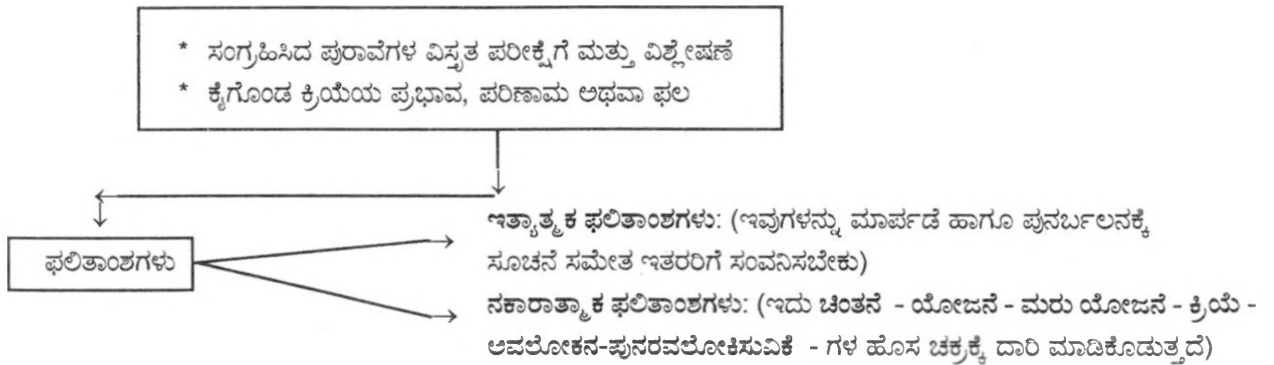 * ಸಂಗ್ರಹಿಸಿದ ಪುರಾವೆಗಳ ವಿಸ್ತೃತ ಪರೀಕ್ಷೆಗೆ ಮತ್ತು ವಿಶ್ಲೇಷಣೆ
* ಕೈಗೊಂಡ ಕ್ರಿಯೆಯ ಪ್ರಭಾವ, ಪರಿಣಾಮ ಅಥವಾ ಫಲ
ಫಲಿತಾಂಶಗಳು
ಇತ್ಯಾತ್ಮಕ ಫಲಿತಾಂಶಗಳು: (ಇವುಗಳನ್ನು ಮಾರ್ಪಡೆ ಹಾಗೂ ಪುನರ್ಬಲನಕ್ಕೆ
ಸೂಚನೆ ಸಮೇತ ಇತರರಿಗೆ ಸಂವನಿಸಬೇಕು)
ನಕಾರಾತ್ಮಾಕ ಫಲಿತಾಂಶಗಳು: (ಇದು ಚಿಂತನೆ - ಯೋಜನೆ - ಮರು ಯೋಜನೆ - ಕ್ರಿಯೆ -
ಅವಲೋಕನ-ಪುನರವಲೋಕಿಸುವಿಕೆ - ಗಳ ಹೊಸ ಚಕ್ರಕ್ಕೆ ದಾರಿ ಮಾಡಿಕೊಡುತ್ತದೆ)